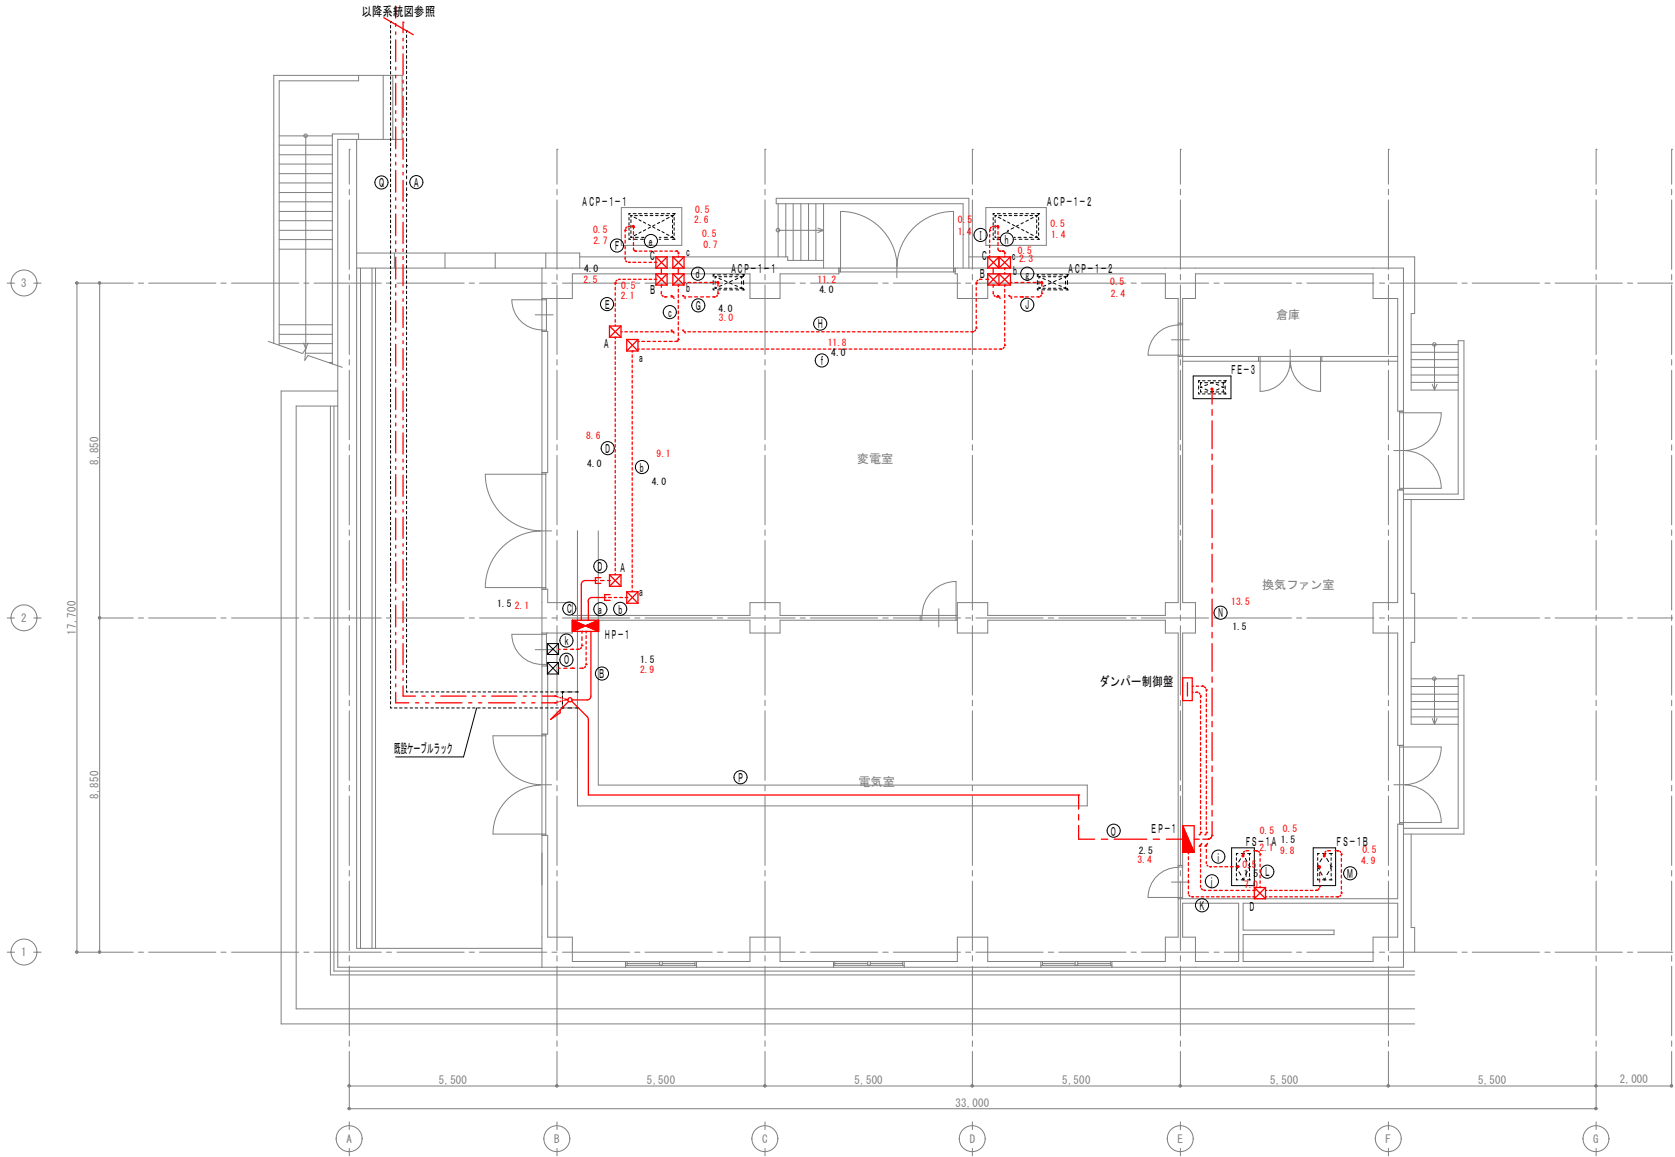 以降系統図参照
Q
A
ACP-1-1
0.5
2.6
0.5
2.7
F
e
0.5
0.7
C
c
4.0
2.5
d
ACP-1-1
0.5
2.1
B
b
E
c
G
4.0
3.0
A
a
ACP-1-2
0.5
1.4
I
h
0.5
1.4
C
c
0.5
2.3
11.2
4.0
B
b
g
ACP-1-2
0.5
2.4
J
H
11.8
4.0
f
3
倉庫
FE-3
8,850
8.6
D
4.0
9.1
b
4.0
変電室
D
A
a
1.5
2.1
C
a
b
換気ファン室
13.5
N
1.5
2
17,700
HP-1
k
O
B
1.5
2.9
ダンパー制御盤
既設ケーブルラック
P
電気室
8,850
O
EP-1
2.5
3.4
FS-1A
0.5
2.1
0.5
1.5
9.8
FS-1B
0.5
4.9
i
j
L
M
K
D
1
5,500
5,500
5,500
5,500
5,500
5,500
2,000
33,000
A
B
C
D
E
F
G